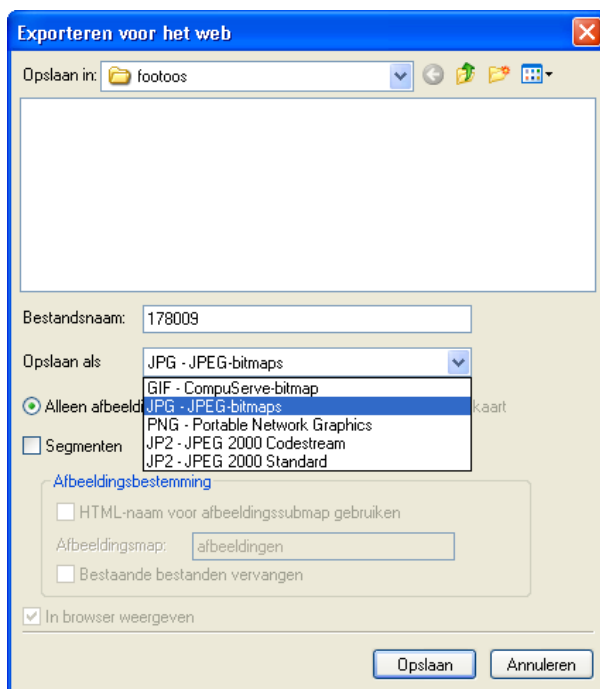 Exporteren voor het web
Opslaan in: footoos
Bestandsnaam: 178009
Opslaan als JPG - JPEG-bitmaps
GIF - CompuServe-bitmap
Alleen afbeeldi JPG - JPEG-bitmaps kaart
PNG - Portable Network Graphics
Segmenten JP2 - JPEG 2000 Codestream
JP2 - JPEG 2000 Standard
Afbeeldingsbestemming
HTML-naam voor afbeeldingssubmap gebruiken
Afbeeldingsmap: afbeeldingen
Bestaande bestanden vervangen
In browser weergeven
Opslaan Annuleren